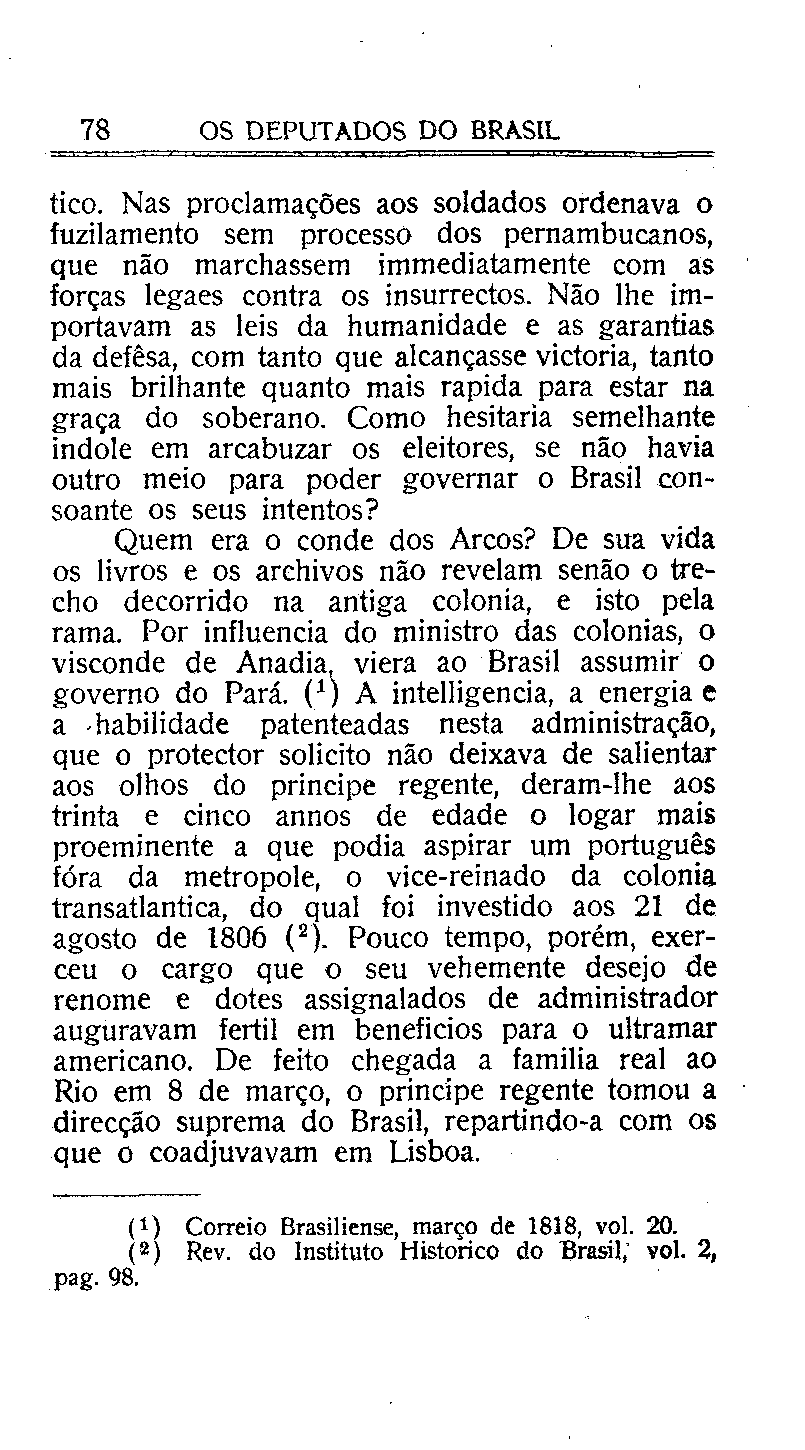 78 OS DEPUTADOS DO BRASIL
tico. Nas proclamações aos soldados ordenava o
fuzilamento sem processo dos pernambucanos,
que não marchassem immediatamente com as
forças legaes contra os insurrectos. Não lhe im-
portavam as leis da humanidade e as garantias
da defêsa, com tanto que alcançasse victoria, tanto
mais brilhante quanto mais rapida para estar na
graça do soberano. Como hesitaria semelhante
indole em arcabuzar os eleitores, se não havia
outro meio para poder governar o Brasil con-
soante os seus intentos?
Quem era o conde dos Arcos? De sua vida
os livros e os archivos não revelam senão o tre-
cho decorrido na antiga colonia, e isto pela
rama. Por influencia do ministro das colonias, o
visconde de Anadia, viera ao Brasil assumir o
governo do Pará. (¹) A intelligencia, a energia e
a habilidade patenteadas nesta administração,
que o protector solicito não deixava de salientar
aos olhos do principe regente, deram-lhe aos
trinta e cinco annos de edade o logar mais
proeminente a que podia aspirar um português
fóra da metropole, o vice-reinado da colonia
transatlantica, do qual foi investido aos 21 de
agosto de 1806 (²). Pouco tempo, porém, exer-
ceu o cargo que o seu vehemente desejo de
renome e dotes assignalados de administrador
auguravam fertil em beneficios para o ultramar
americano. De feito chegada a familia real ao
Rio em 8 de março, o principe regente tomou a
direcção suprema do Brasil, repartindo-a com os
que o coadjuvavam em Lisboa.
(¹) Correio Brasiliense, março de 1818, vol. 20.
(²) Rev. do Instituto Historico do Brasil, vol. 2,
pag. 98.